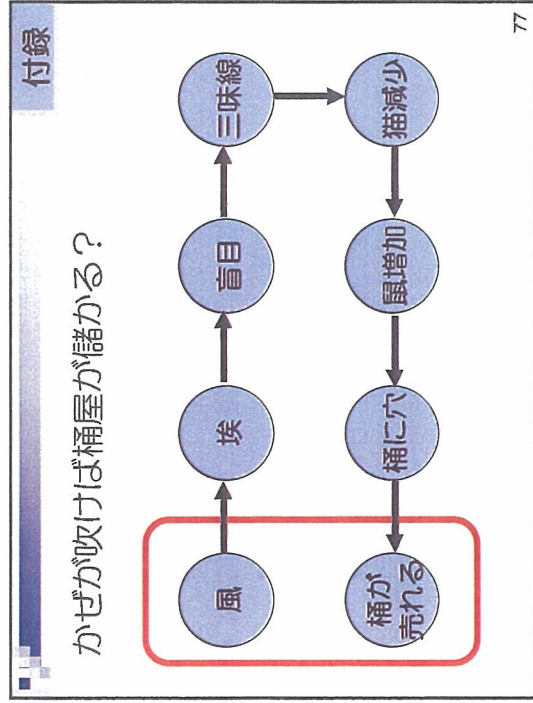 付録
かぜが吹けば桶屋が儲かる？
風
埃
盲目
三味線
猫減少
鼠増加
桶に穴
桶が
売れる
77